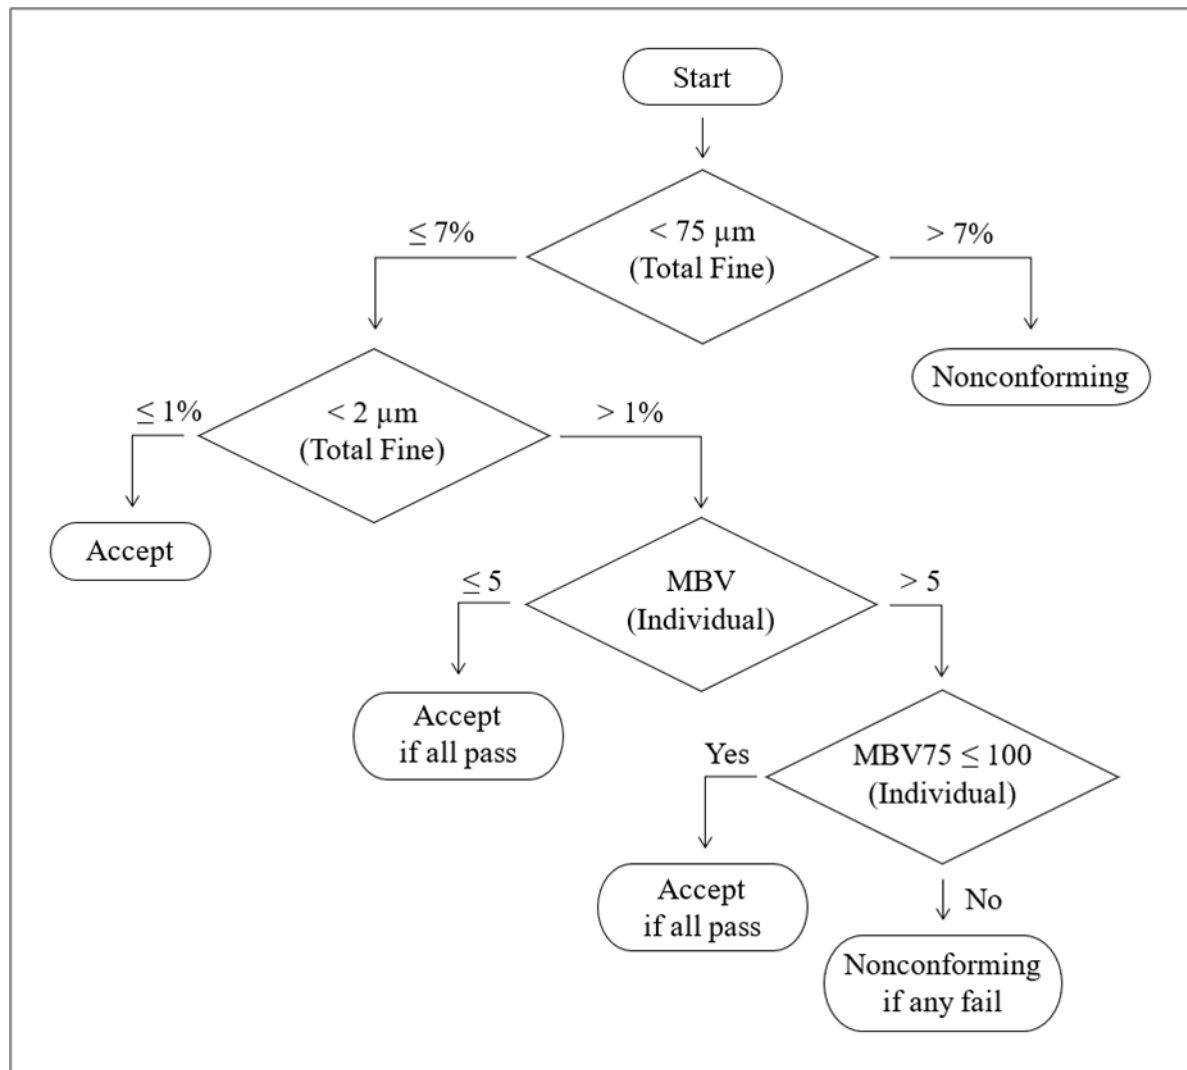 Start
< 75 µm
(Total Fine)
≤ 7%
> 7%
Nonconforming
< 2 µm
(Total Fine)
≤ 1%
> 1%
Accept
MBV
(Individual)
≤ 5
> 5
Accept
if all pass
MBV75 ≤ 100
(Individual)
Yes
Accept
if all pass
No
Nonconforming
if any fail